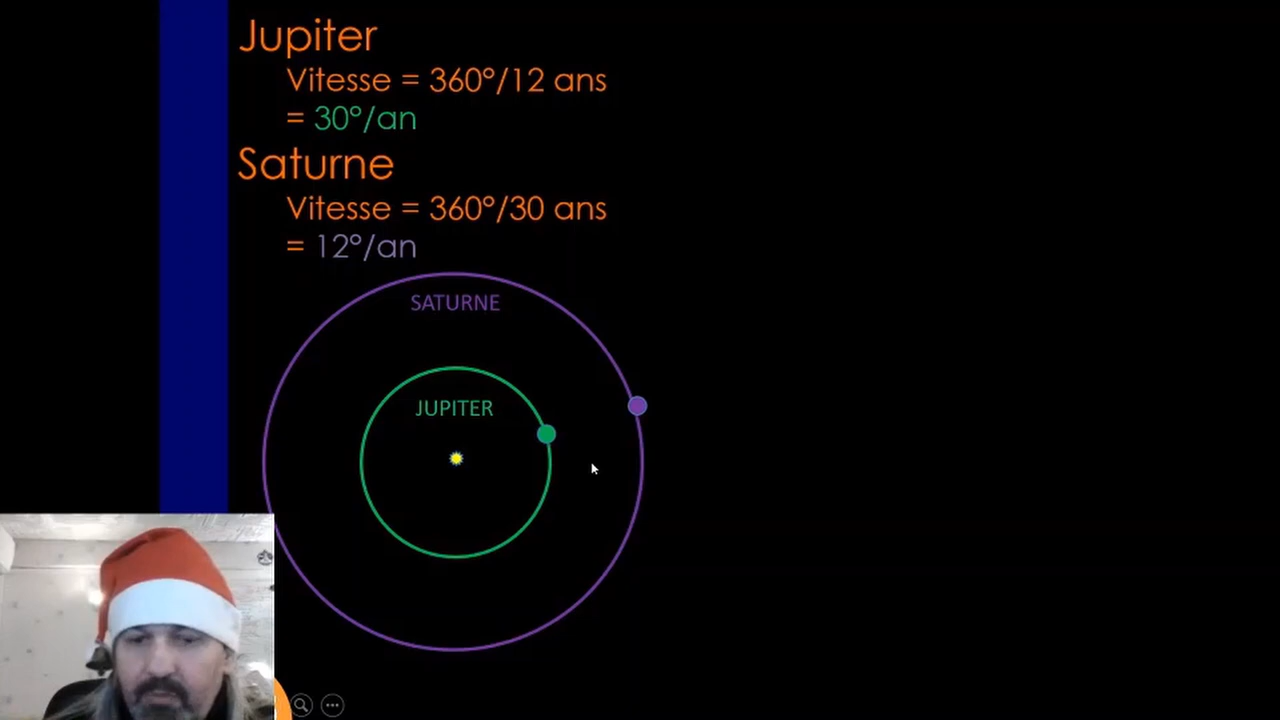 Jupiter
Vitesse = 360°/12 ans
= 30°/an
Saturne
Vitesse = 360°/30 ans
= 12°/an
SATURNE
JUPITER